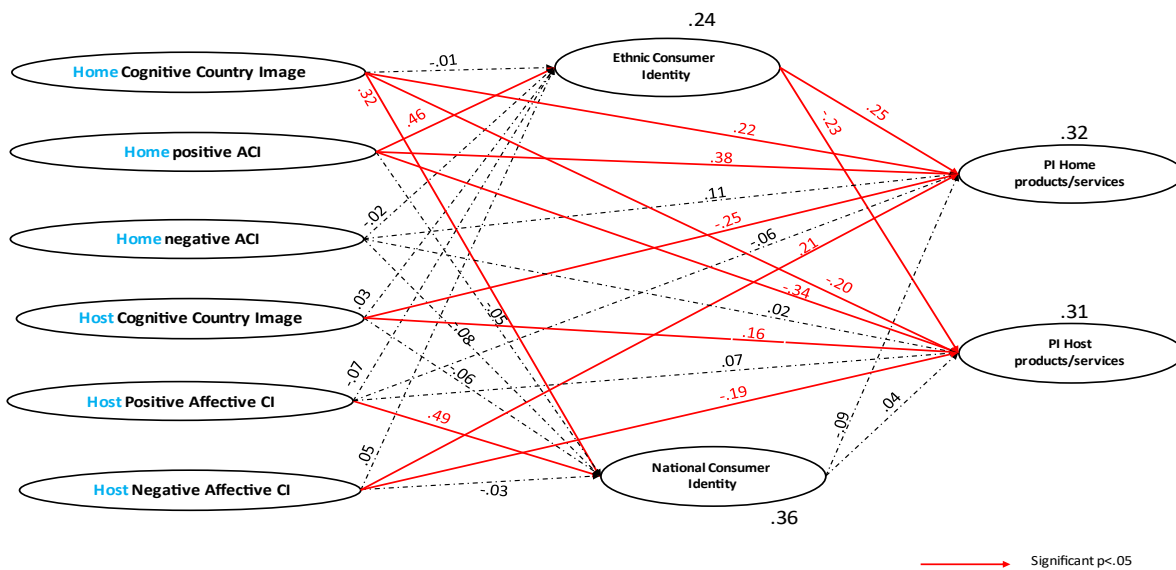 .24
Home Cognitive Country Image
-.01
Ethnic Consumer
Identity
.32
.46
.25
-.23
.22
.32
Home positive ACI
.38
PI Home
products/services
.11
-.02
-.25
-.06
Home negative ACI
.21
-.20
-.34
.03
.05
.02
.31
Host Cognitive Country Image
.08
.16
PI Host
products/services
-.06
-.07
.07
Host Positive Affective CI
.49
-.19
.04
-.09
.05
National Consumer
Identity
Host Negative Affective CI
-.03
.36
Significant p<.05